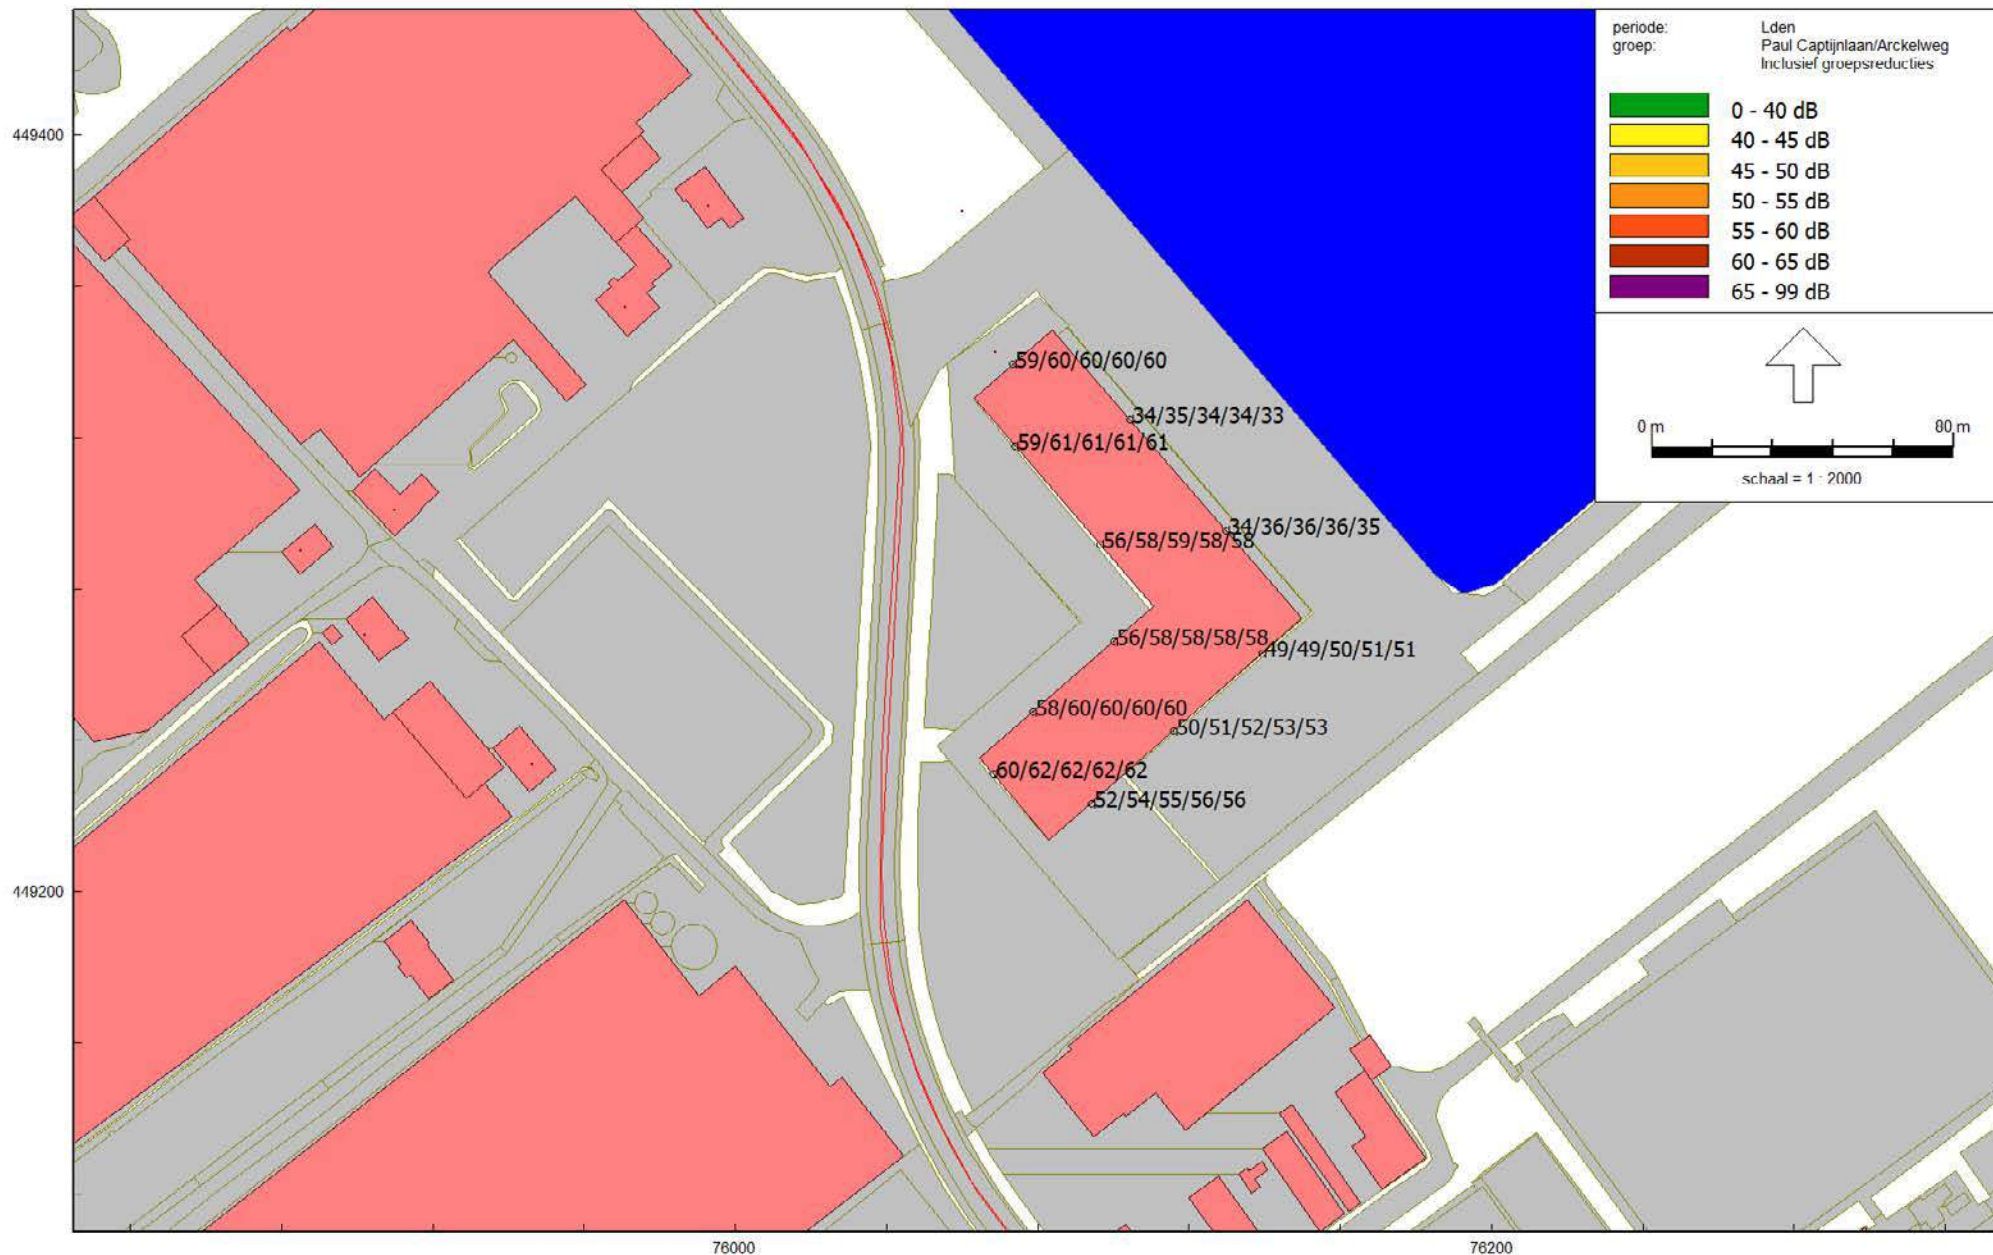 periode: Lden
groep: Paul Captijnlaan/Arckelweg
Inclusief groepsreducties
0 - 40 dB
40 - 45 dB
45 - 50 dB
50 - 55 dB
55 - 60 dB
60 - 65 dB
65 - 99 dB
0 m 80 m
schaal = 1 : 2000
449400
59/60/60/60/60
34/35/34/34/33
59/61/61/61/61
34/36/36/36/35
56/58/59/58/58
56/58/58/58/58
49/49/50/51/51
58/60/60/60/60
50/51/52/53/53
60/62/62/62/62
52/54/55/56/56
449200
76000 76200